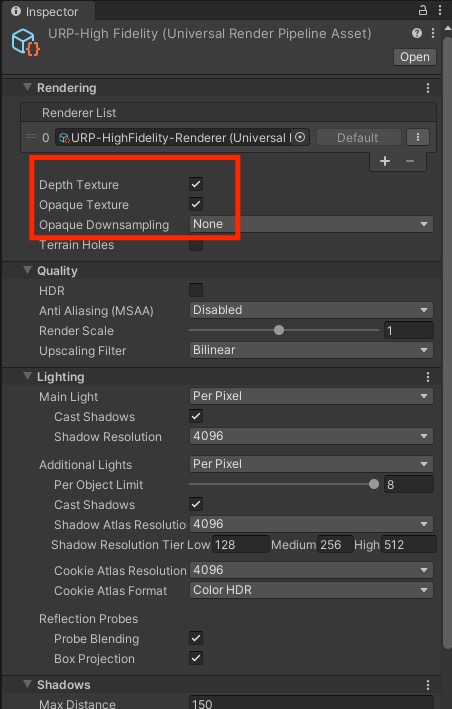 Inspector
URP-High Fidelity (Universal Render Pipeline Asset)
Open
Rendering
Renderer List
0 URP-HighFidelity-Renderer (Universal Default
Depth Texture
Opaque Texture
Opaque Downsampling None
Terrain Holes
Quality
HDR
Anti Aliasing (MSAA) Disabled
Render Scale 1
Upscaling Filter Bilinear
Lighting
Main Light Per Pixel
Cast Shadows
Shadow Resolution 4096
Additional Lights Per Pixel
Per Object Limit 8
Cast Shadows
Shadow Atlas Resolutio 4096
Shadow Resolution Tier Low 128 Medium 256 High 512
Cookie Atlas Resolution 4096
Cookie Atlas Format Color HDR
Reflection Probes
Probe Blending
Box Projection
Shadows
Max Distance 150